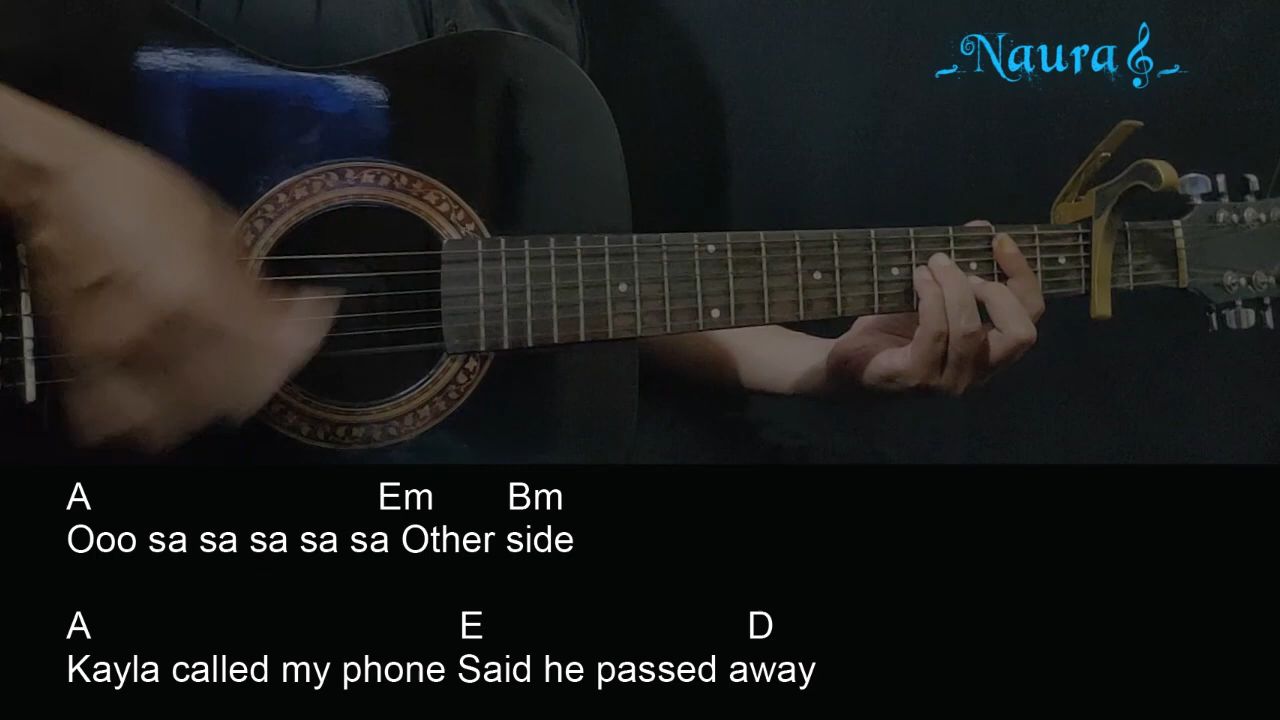 Naura
A Em Bm
Ooo sa sa sa sa sa Other side
A E D
Kayla called my phone Said he passed away